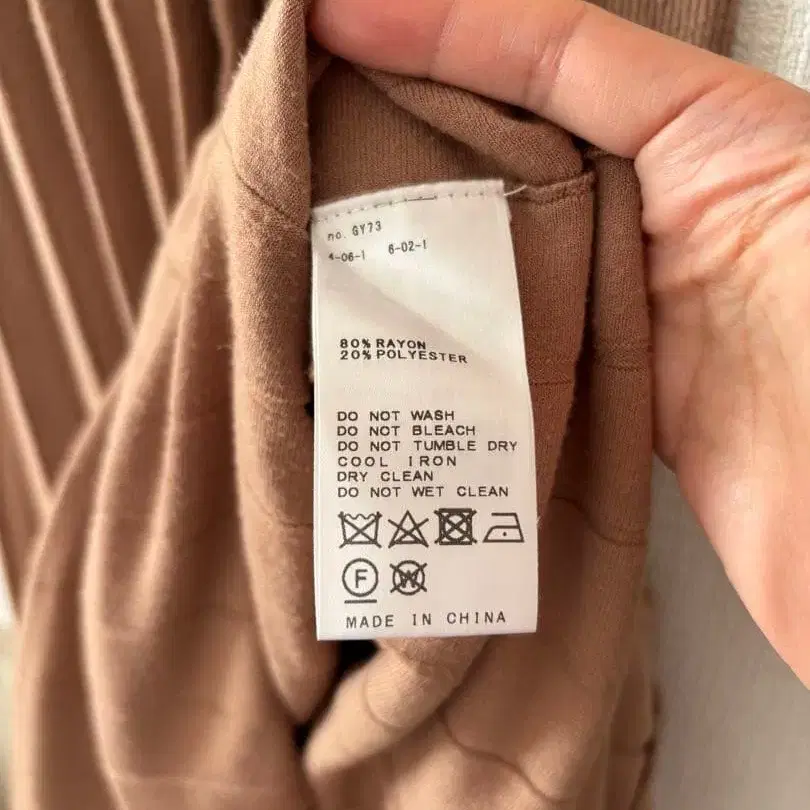 no. GY73
4-06-1 6-02-1
80% RAYON
20% POLYESTER
DO NOT WASH
DO NOT BLEACH
DO NOT TUMBLE DRY
COOL IRON
DRY CLEAN
DO NOT WET CLEAN
F W
MADE IN CHINA